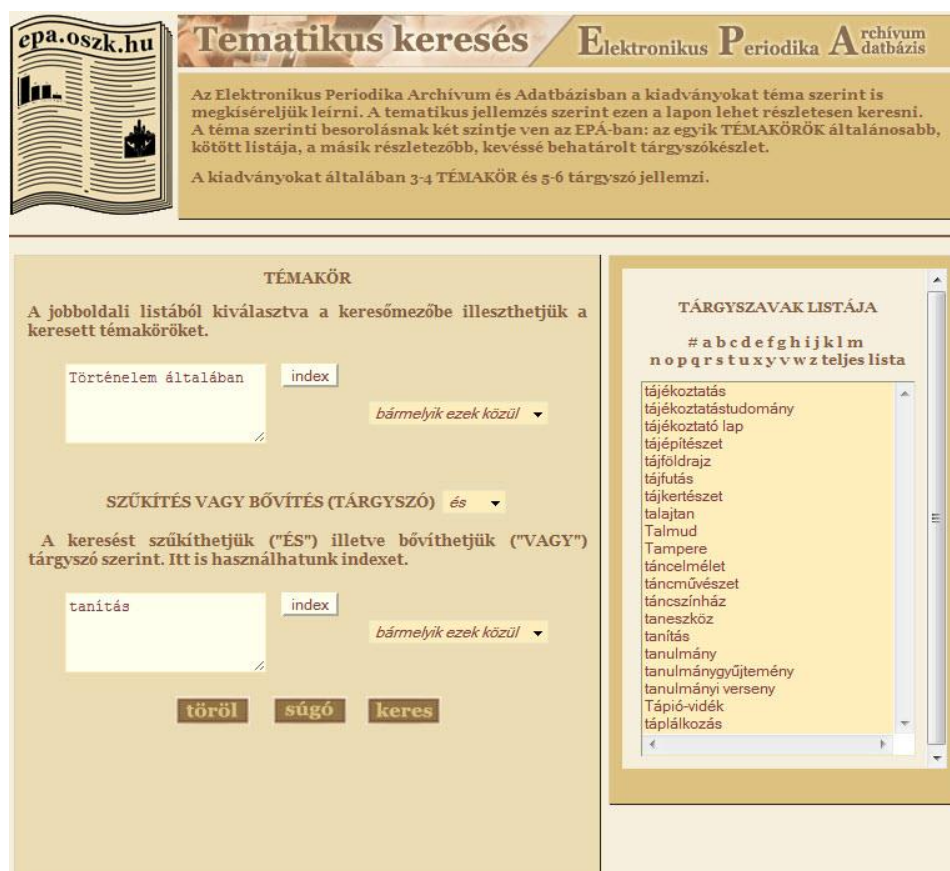 epa.oszk.hu
Tematikus keresés
Elektronikus Periodika Archívum Adatbázis
Az Elektronikus Periodika Archívum és Adatbázisban a kiadványokat téma szerint is
megkíséreljük leírni. A tematikus jellemzés szerint ezen a lapon lehet részletesen keresni.
A téma szerinti besorolásnak két szintje ven az EPÁ-ban: az egyik TÉMAKÖRÖK általánosabb,
kötött listája, a másik részletezőbb, kevéssé behatárolt tárgyszókészlet.
A kiadványokat általában 3-4 TÉMAKÖR és 5-6 tárgyszó jellemzi.
TÉMAKÖR
A jobboldali listából kiválasztva a keresőmezőbe illeszthetjük a
keresett témaköröket.
Történelem általában
index
bármelyik ezek közül
SZŰKÍTÉS VAGY BŐVÍTÉS (TÁRGYSZÓ) és
A keresést szűkíthetjük ("ÉS") illetve bővíthetjük ("VAGY")
tárgyszó szerint. Itt is használhatunk indexet.
tanítás
index
bármelyik ezek közül
töröl súgó keres
TÁRGYSZAVAK LISTÁJA
# a b c d e f g h i j k l m
n o p q r s t u x y v w z teljes lista
tájékoztatás
tájékoztatástudomány
tájékoztató lap
tájépítészet
tájföldrajz
tájfutás
tájkertészet
talajtan
Talmud
Tampere
táncelmélet
táncművészet
táncszínház
taneszköz
tanítás
tanulmány
tanulmánygyűjtemény
tanulmányi verseny
Tápió-vidék
táplálkozás